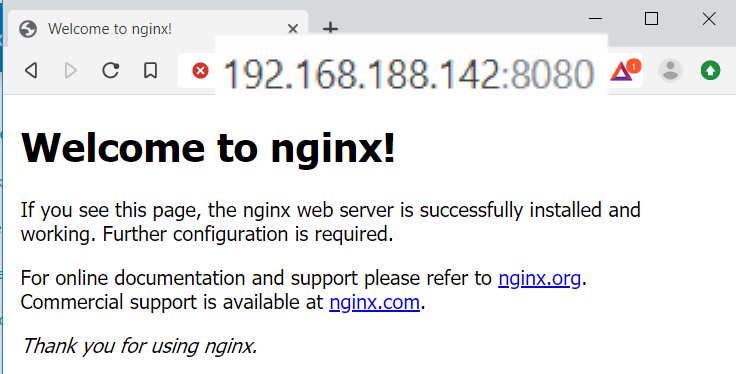 Welcome to nginx!
192.168.188.142:8080
1
Welcome to nginx!
If you see this page, the nginx web server is successfully installed and
working. Further configuration is required.
For online documentation and support please refer to nginx.org.
Commercial support is available at nginx.com.
Thank you for using nginx.